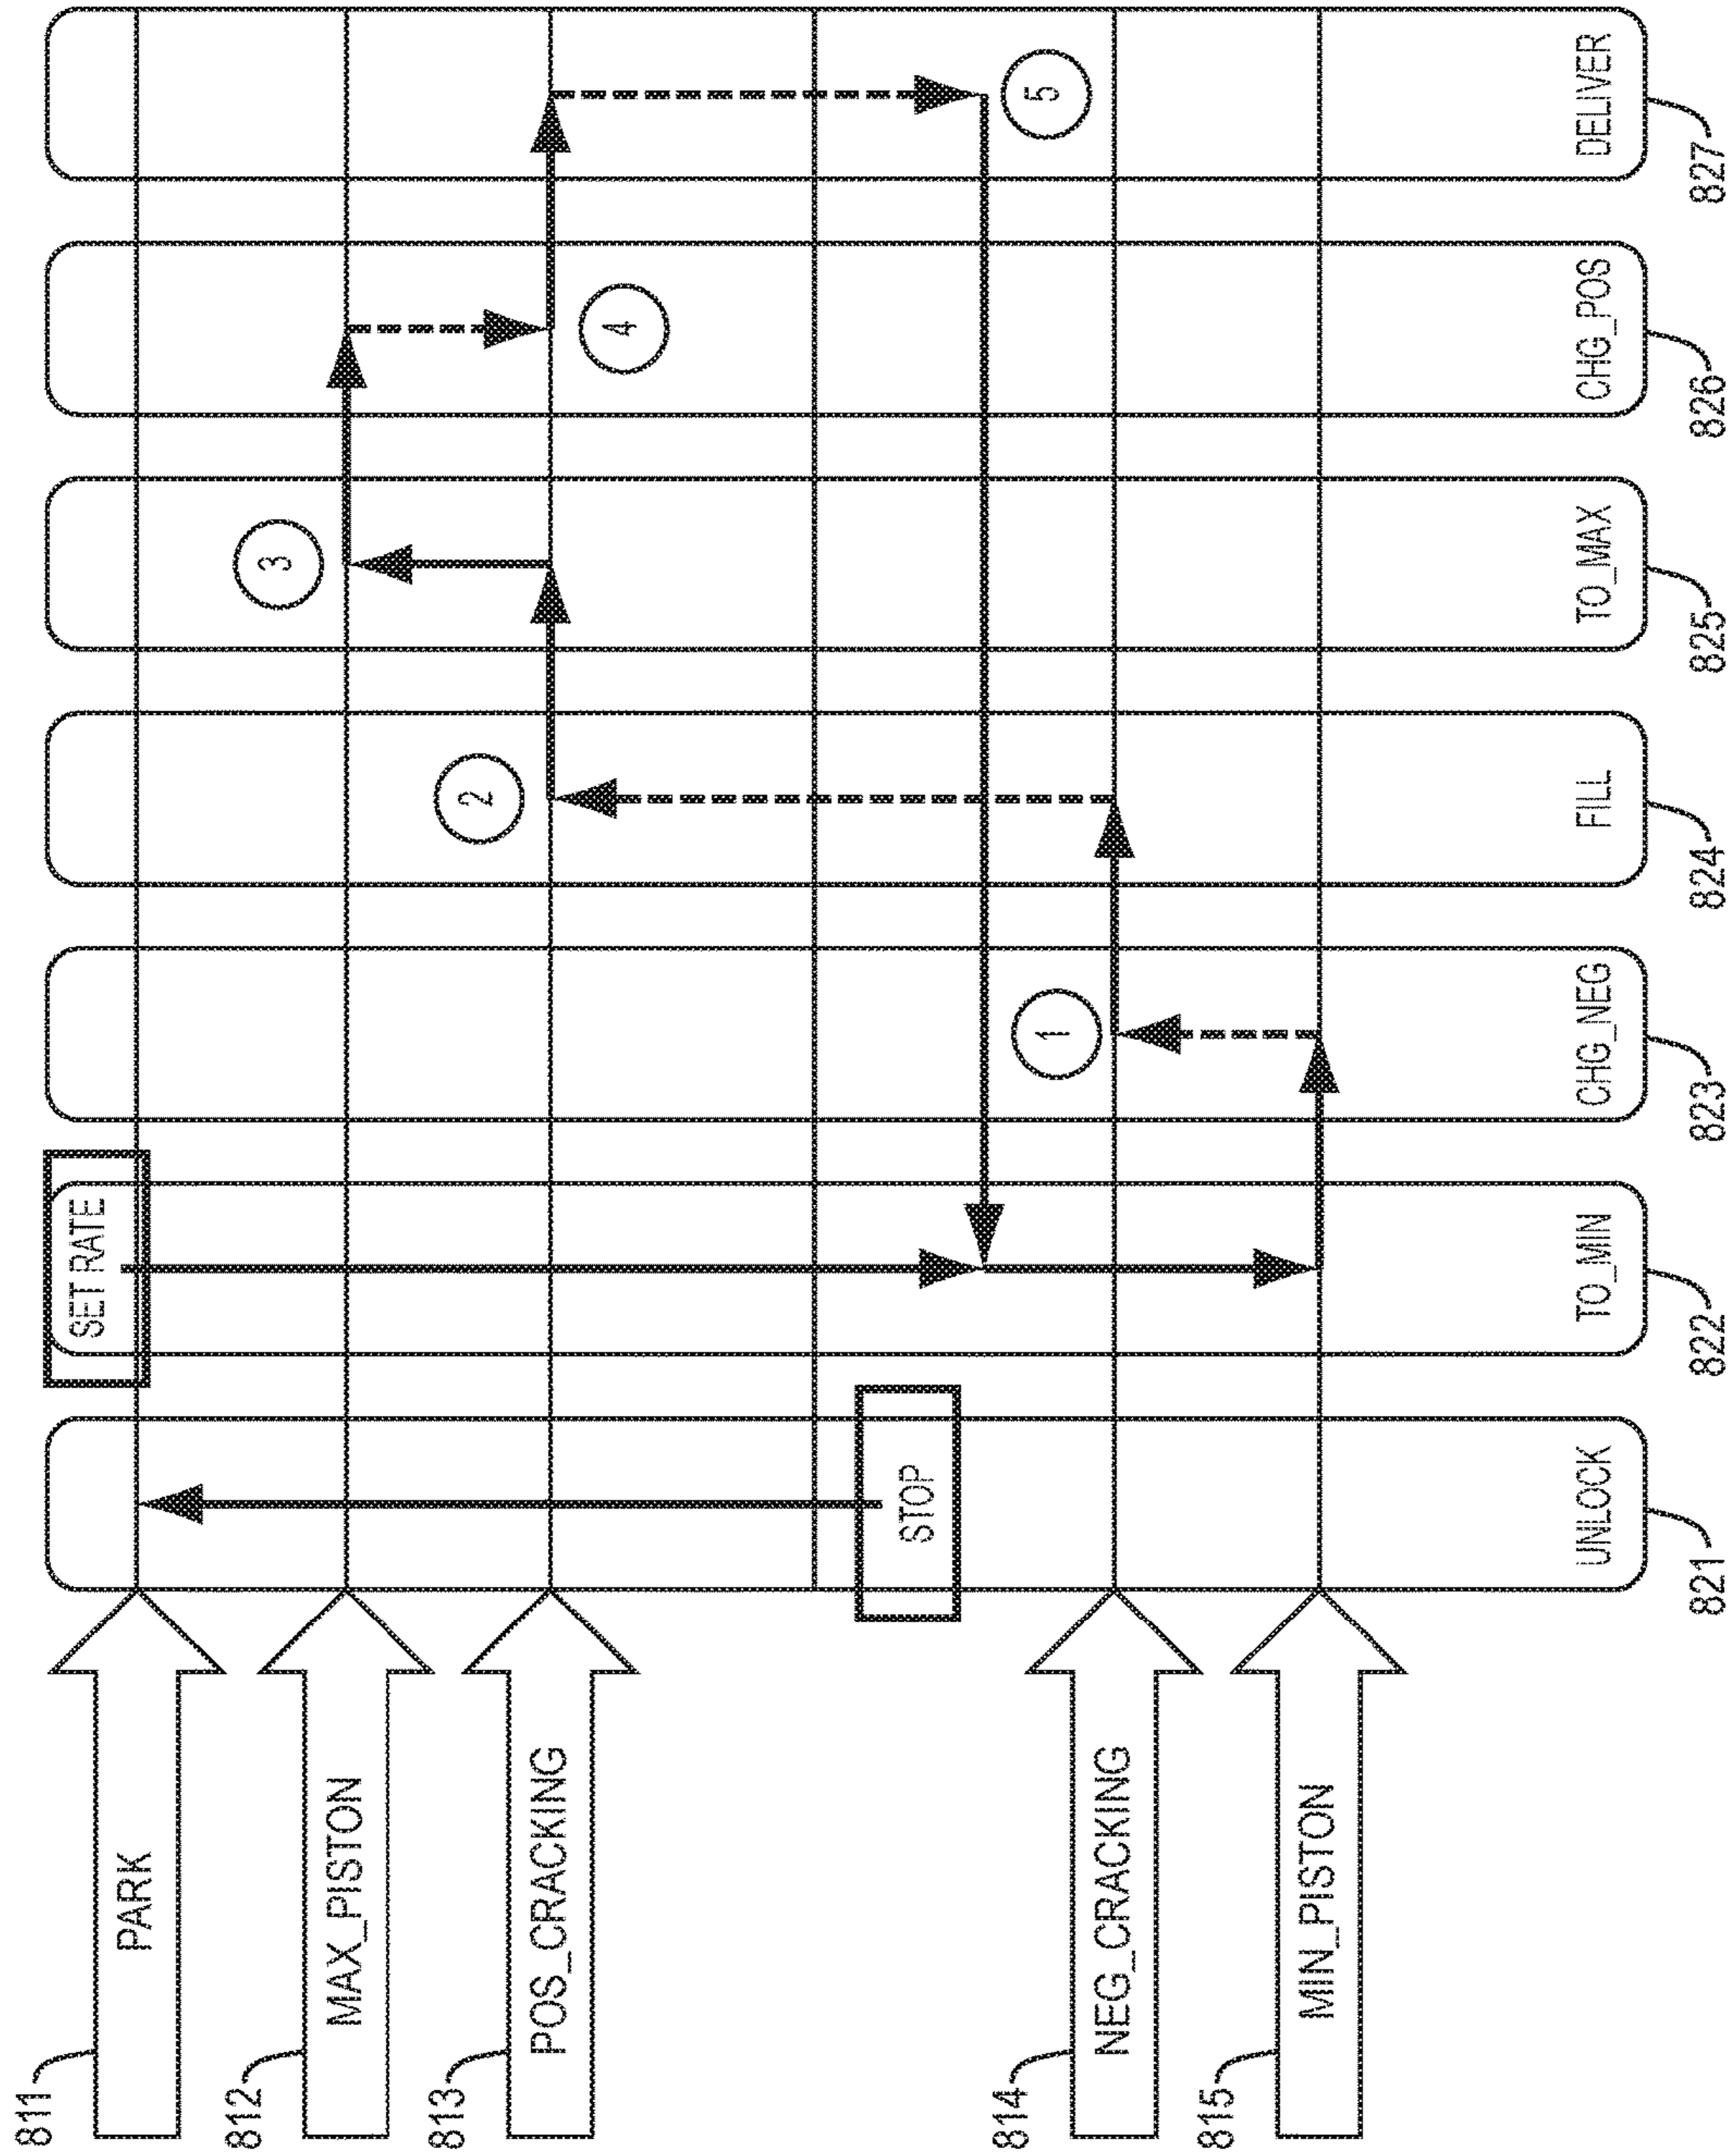 811
PARK
812
MAX_PISTON
813
POS_CRACKING
814
NEG_CRACKING
815
MIN_PISTON
SET RATE
STOP
1
2
3
4
5
UNLOCK
TO_MIN
CHG_NEG
FILL
TO_MAX
CHG_POS
DELIVER
821
822
823
824
825
826
827